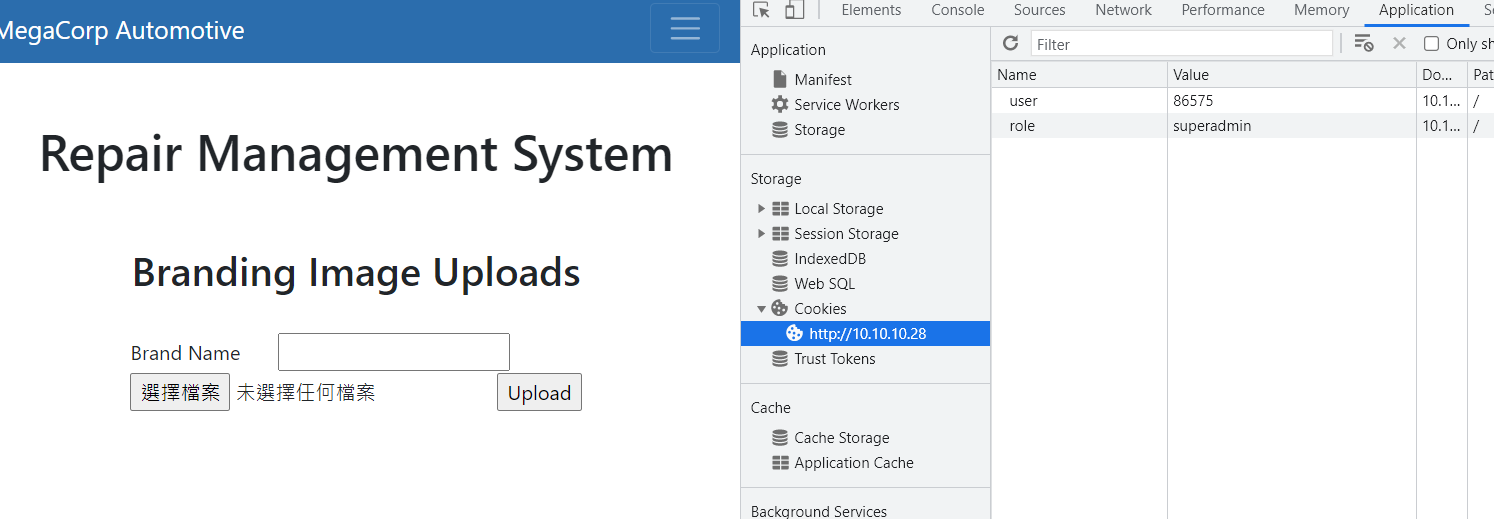 MegaCorp Automotive
Repair Management System
Branding Image Uploads
Brand Name
選擇檔案 未選擇任何檔案 Upload
Elements Console Sources Network Performance Memory Application
Application
Manifest
Service Workers
Storage
Storage
Local Storage
Session Storage
IndexedDB
Web SQL
Cookies
http://10.10.10.28
Trust Tokens
Cache
Cache Storage
Application Cache
Background Services
Filter Only sh
Name Value Do... Pat
user 86575 10.1... /
role superadmin 10.1... /